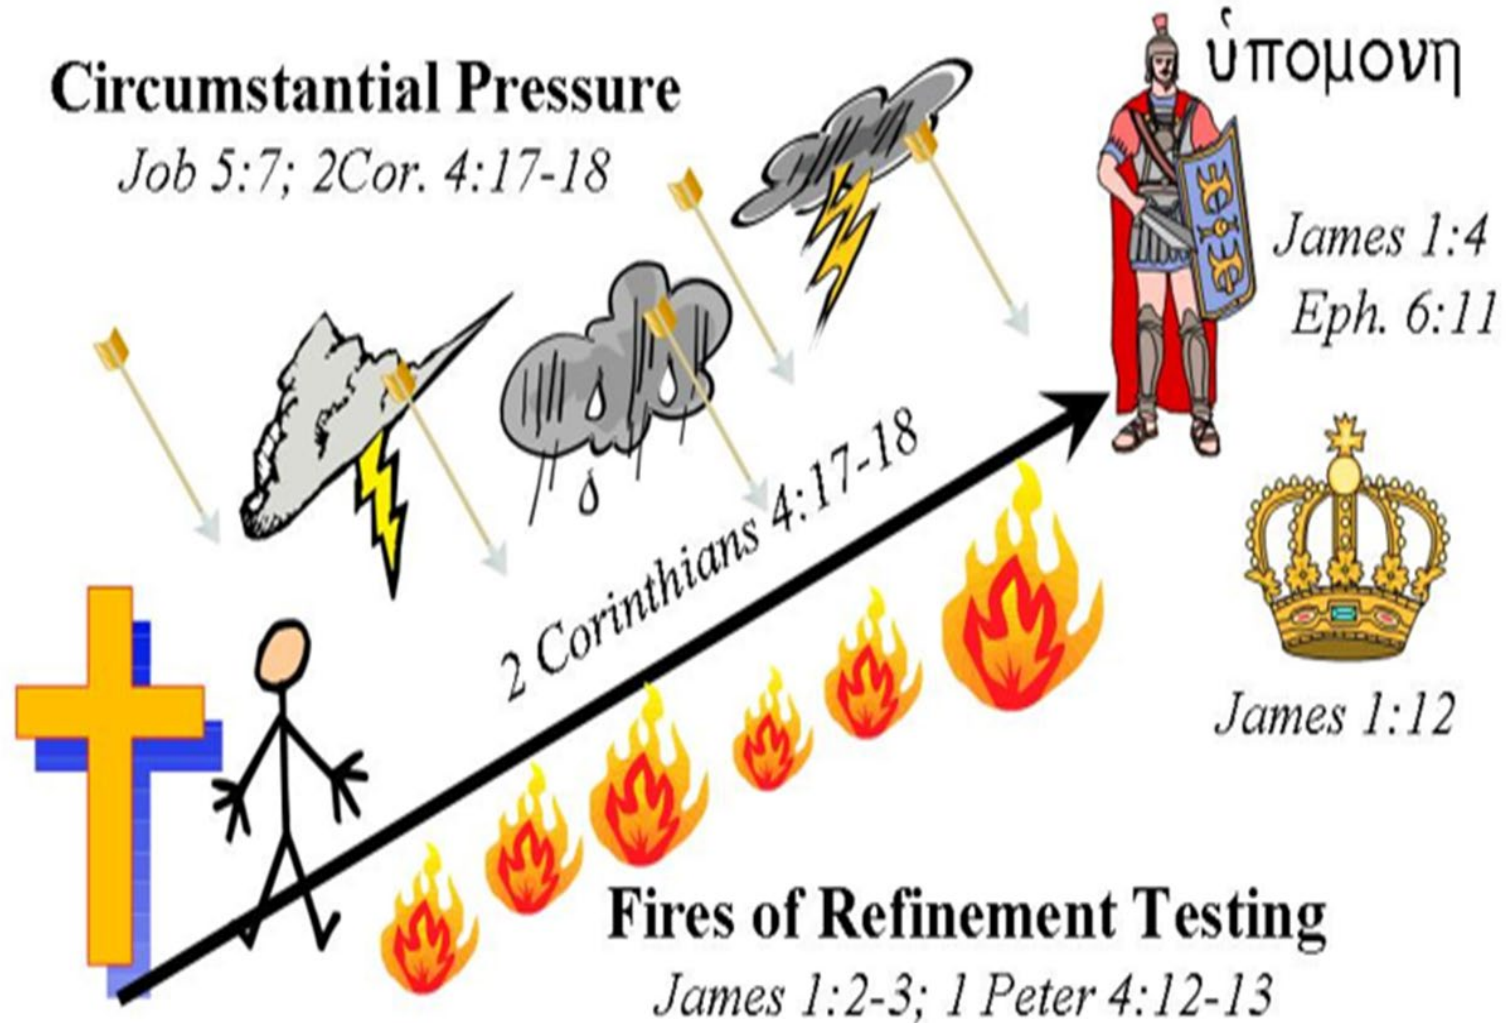 Circumstantial Pressure
Job 5:7; 2Cor. 4:17-18
ὑπομονη
James 1:4
Eph. 6:11
2 Corinthians 4:17-18
James 1:12
Fires of Refinement Testing
James 1:2-3; 1 Peter 4:12-13